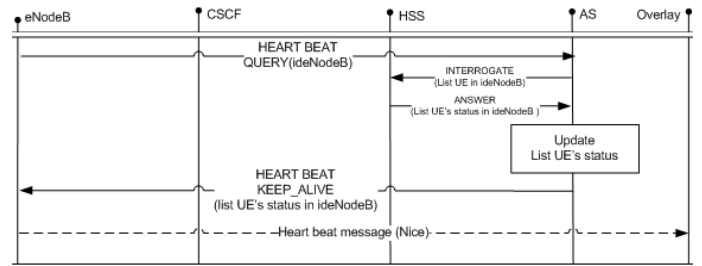 eNodeB
CSCF
HSS
AS
Overlay
HEART BEAT
QUERY(ideNodeB)
INTERROGATE
(List UE in ideNodeB)
ANSWER
(List UE's status in ideNodeB )
Update
List UE's status
HEART BEAT
KEEP_ALIVE
(list UE's status in ideNodeB)
Heart beat message (Nice)